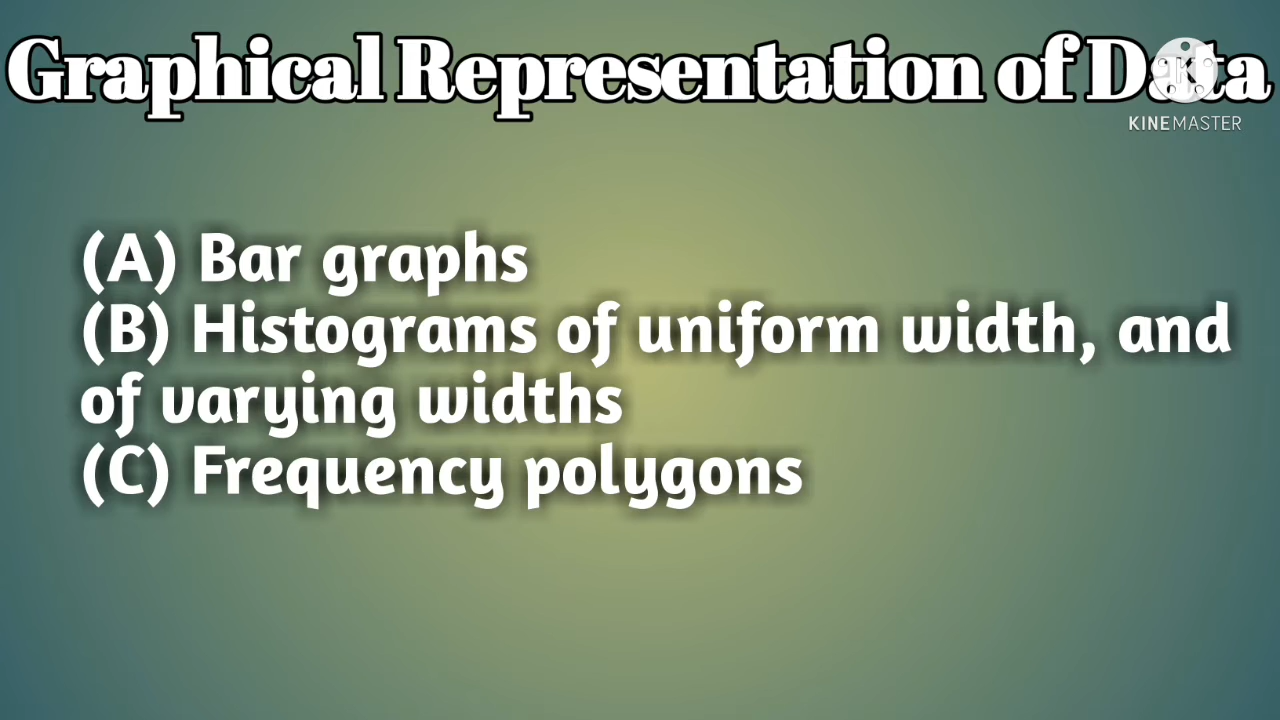 Graphical Representation of Data
KINEMASTER
(A) Bar graphs
(B) Histograms of uniform width, and
of varying widths
(C) Frequency polygons